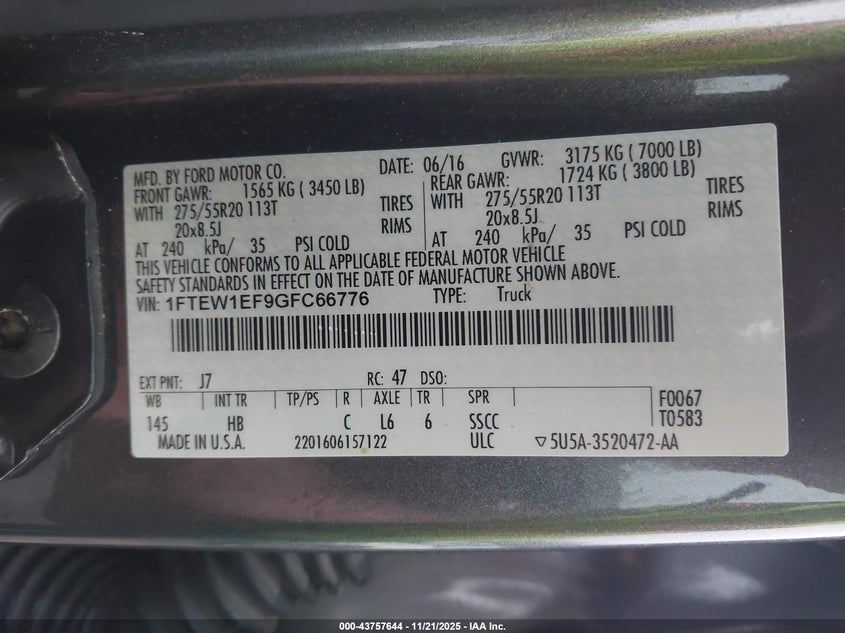 MFD. BY FORD MOTOR CO. DATE: 06/16 GVWR: 3175 KG ( 7000 LB)
FRONT GAWR: 1565 KG ( 3450 LB) REAR GAWR: 1724 KG ( 3800 LB)
WITH 275/55R20 113T TIRES WITH 275/55R20 113T TIRES
20x8.5J RIMS 20x8.5J RIMS
AT 240 kPa/ 35 PSI COLD AT 240 kPa/ 35 PSI COLD
THIS VEHICLE CONFORMS TO ALL APPLICABLE FEDERAL MOTOR VEHICLE
SAFETY STANDARDS IN EFFECT ON THE DATE OF MANUFACTURE SHOWN ABOVE.
VIN: 1FTEW1EF9GFC66776 TYPE: Truck
EXT PNT: J7 RC: 47 DSO:
WB INT TR TP/PS R AXLE TR SPR F0067
145 HB C L6 6 SSCC T0583
MADE IN U.S.A. 2201606157122 ULC ▽5U5A-3520472-AA
000-43757644 - 11/21/2025 - IAA Inc.